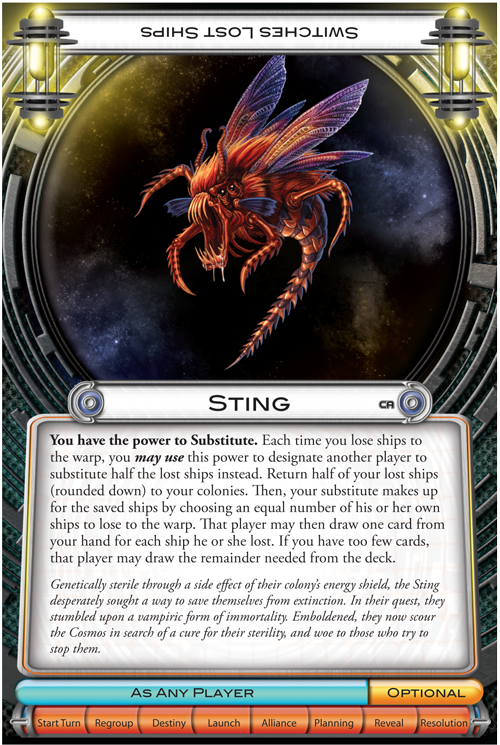 SWITCHES LOST SHIPS
STING
CA
You have the power to Substitute. Each time you lose ships to
the warp, you may use this power to designate another player to
substitute half the lost ships instead. Return half of your lost ships
(rounded down) to your colonies. Then, your substitute makes up
for the saved ships by choosing an equal number of his or her own
ships to lose to the warp. That player may then draw one card from
your hand for each ship he or she lost. If you have too few cards,
that player may draw the remainder needed from the deck.
Genetically sterile through a side effect of their colony's energy shield, the Sting
desperately sought a way to save themselves from extinction. In their quest, they
stumbled upon a vampiric form of immortality. Emboldened, they now scour
the Cosmos in search of a cure for their sterility, and woe to those who try to
stop them.
AS ANY PLAYER OPTIONAL
Start Turn Regroup Destiny Launch Alliance Planning Reveal Resolution